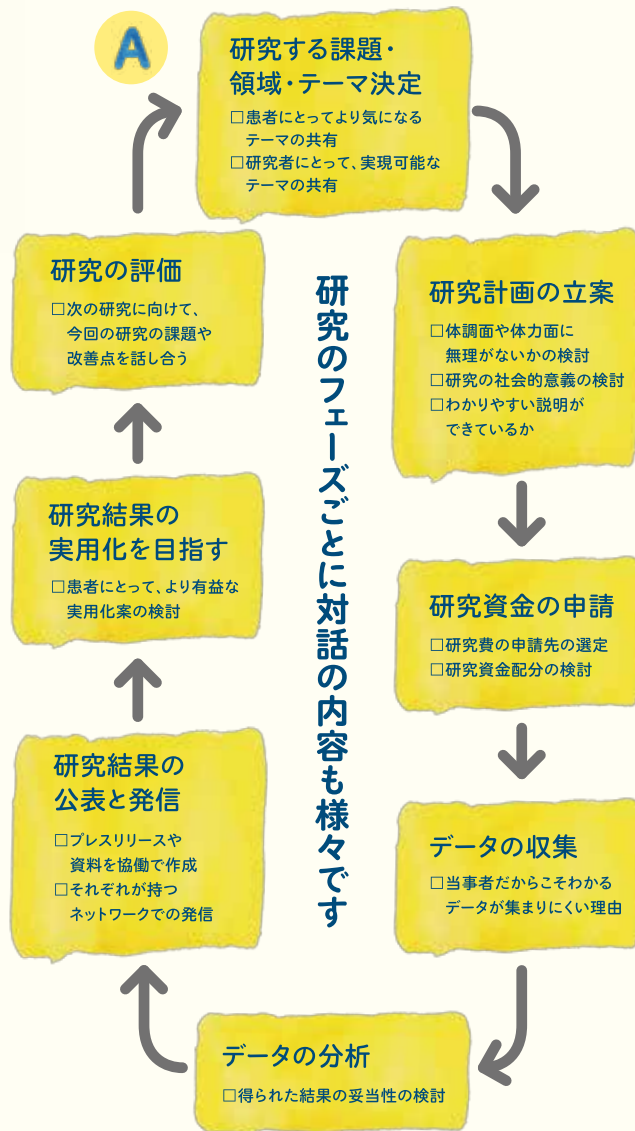 A
研究する課題・
領域・テーマ決定
□患者にとってより気になる
テーマの共有
□研究者にとって、実現可能な
テーマの共有
研究計画の立案
□体調面や体力面に
無理がないかの検討
□研究の社会的意義の検討
□わかりやすい説明が
できているか
研究資金の申請
□研究費の申請先の選定
□研究資金配分の検討
データの収集
□当事者だからこそわかる
データが集まりにくい理由
データの分析
□得られた結果の妥当性の検討
研究結果の
公表と発信
□プレスリリースや
資料を協働で作成
□それぞれが持つ
ネットワークでの発信
研究結果の
実用化を目指す
□患者にとって、より有益な
実用化案の検討
研究の評価
□次の研究に向けて、
今回の研究の課題や
改善点を話し合う
研究のフェーズごとに対話の内容も様々です